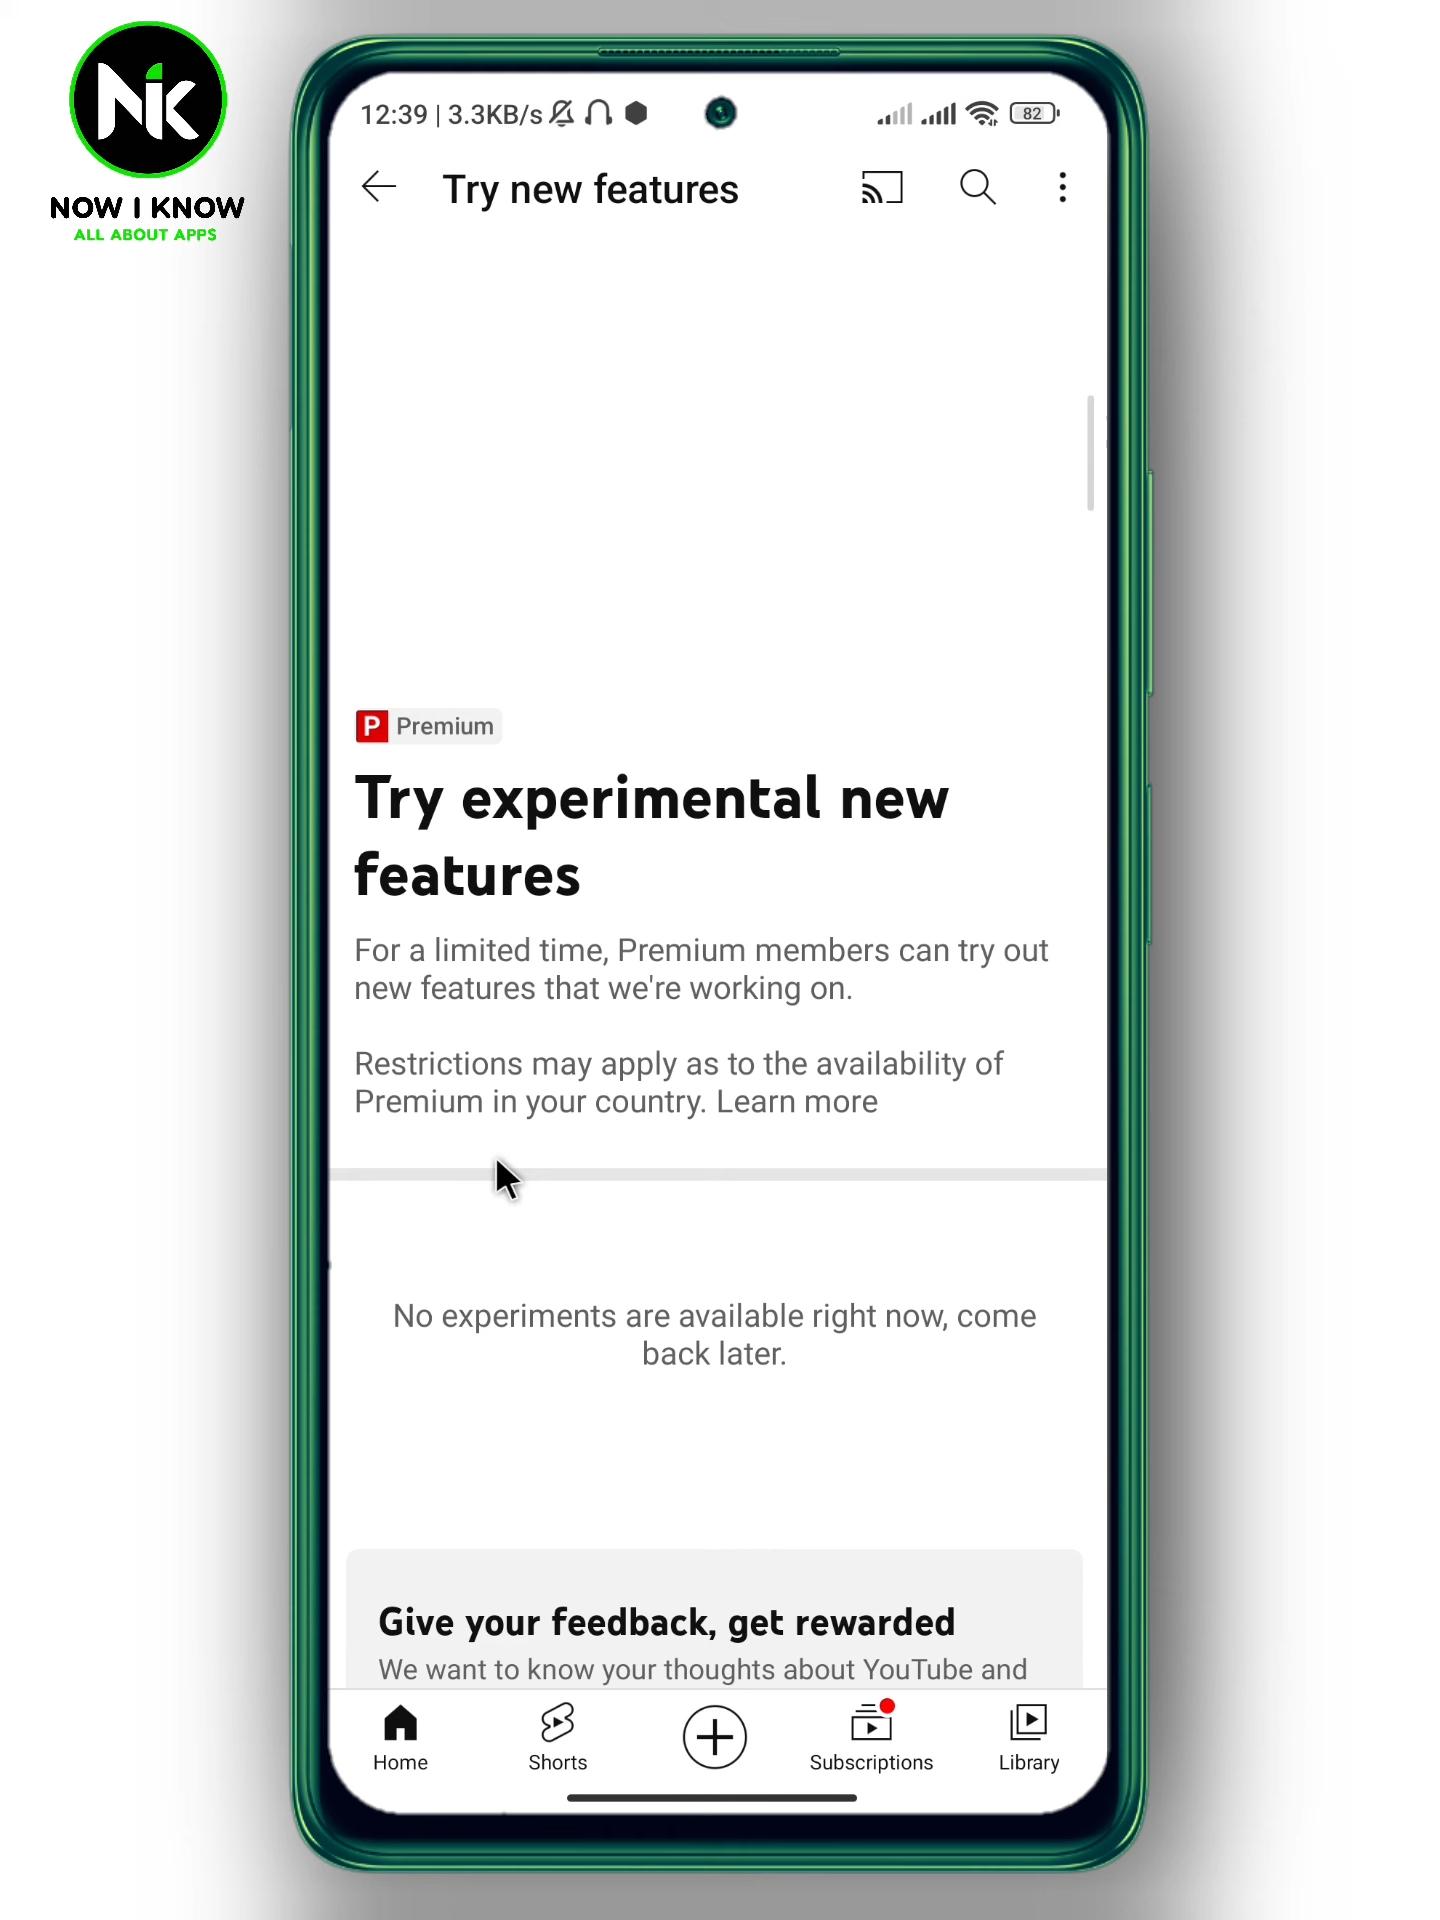 NiK
NOW I KNOW
ALL ABOUT APPS
12:39 | 3.3KB/s
82
Try new features
P Premium
Try experimental new
features
For a limited time, Premium members can try out
new features that we're working on.
Restrictions may apply as to the availability of
Premium in your country. Learn more
No experiments are available right now, come
back later.
Give your feedback, get rewarded
We want to know your thoughts about YouTube and
Home
Shorts
Subscriptions
Library